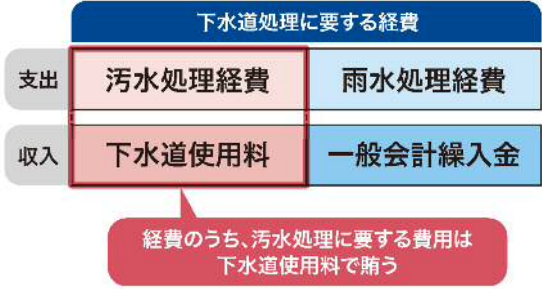 下水道処理に要する経費
支出 汚水処理経費 雨水処理経費
収入 下水道使用料 一般会計繰入金
経費のうち、汚水処理に要する費用は
下水道使用料で賄う